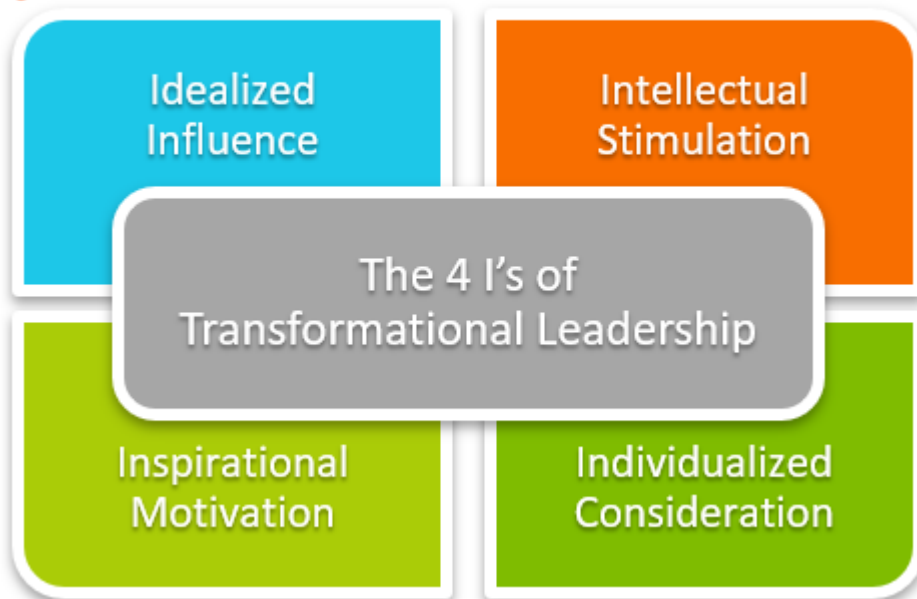 Idealized
Influence
Intellectual
Stimulation
The 4 I’s of
Transformational Leadership
Inspirational
Motivation
Individualized
Consideration